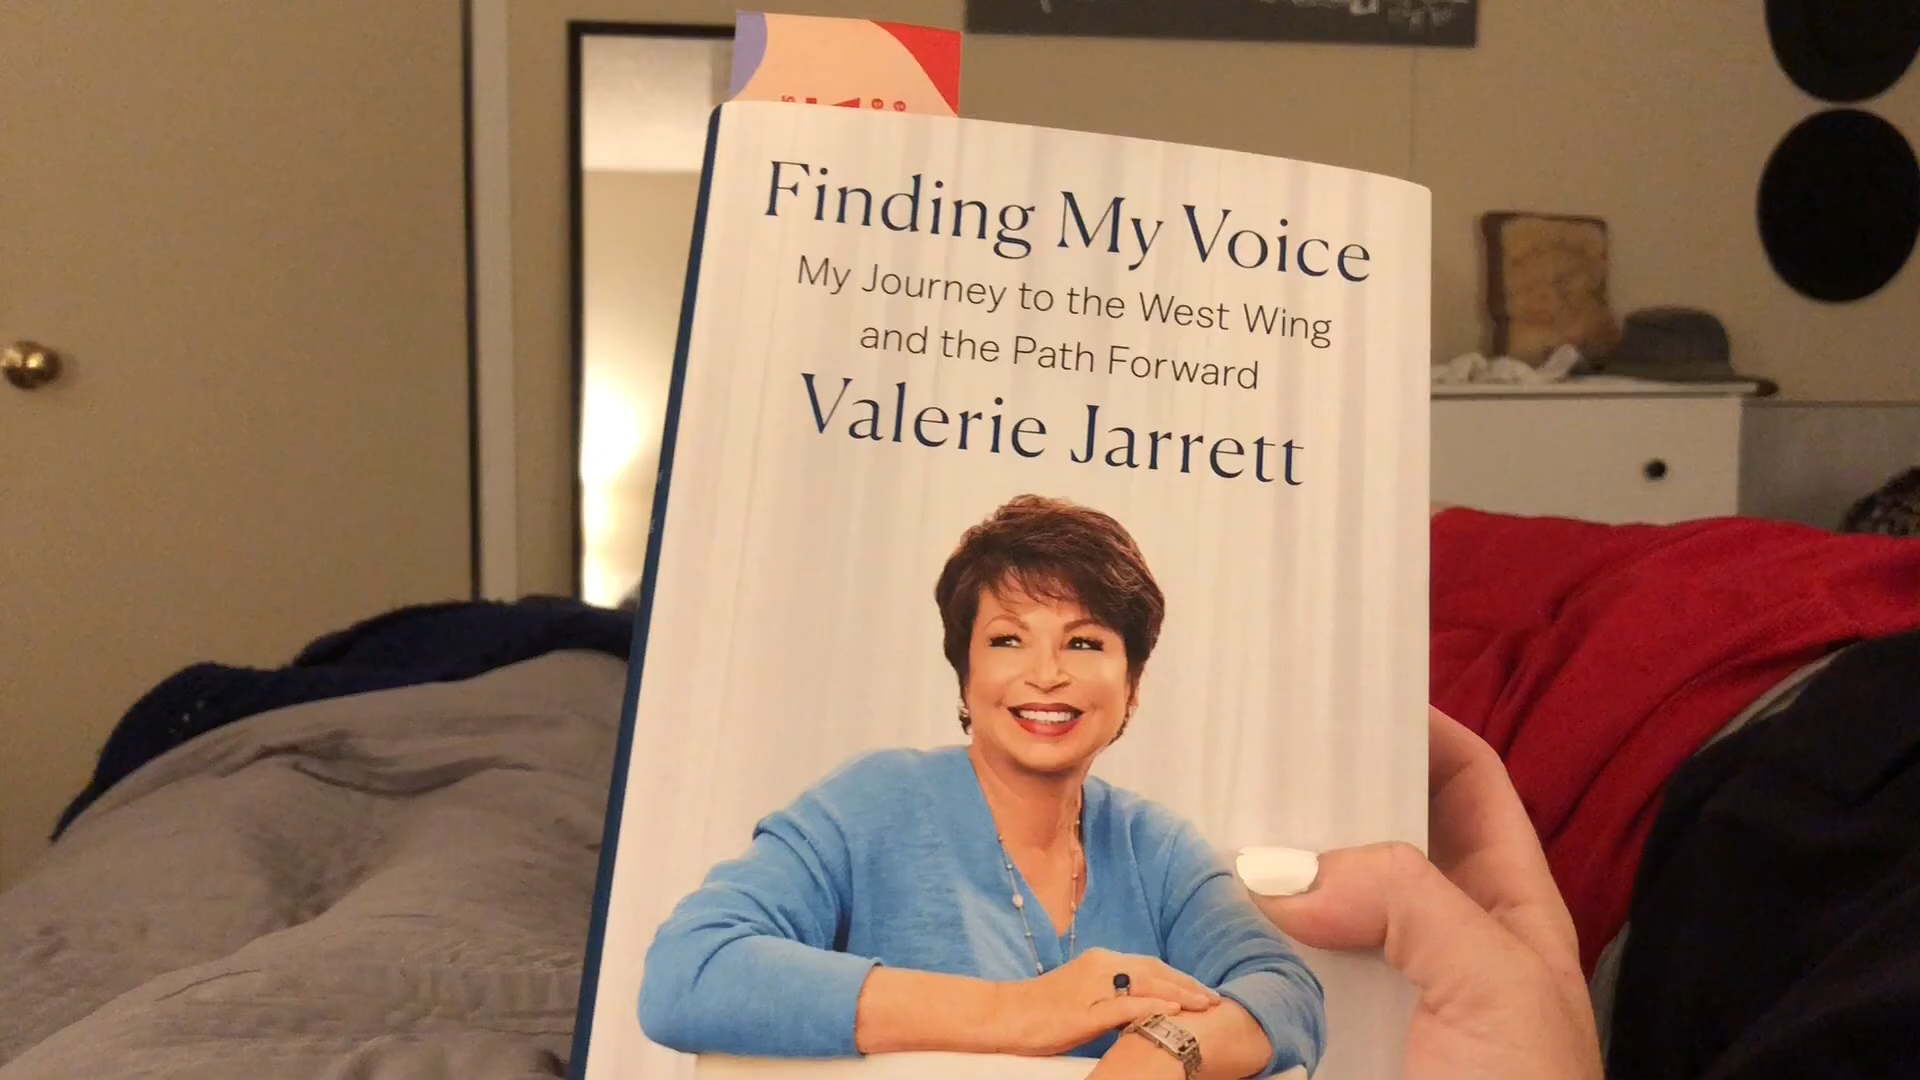 Finding My Voice
My Journey to the West Wing
and the Path Forward
Valerie Jarrett